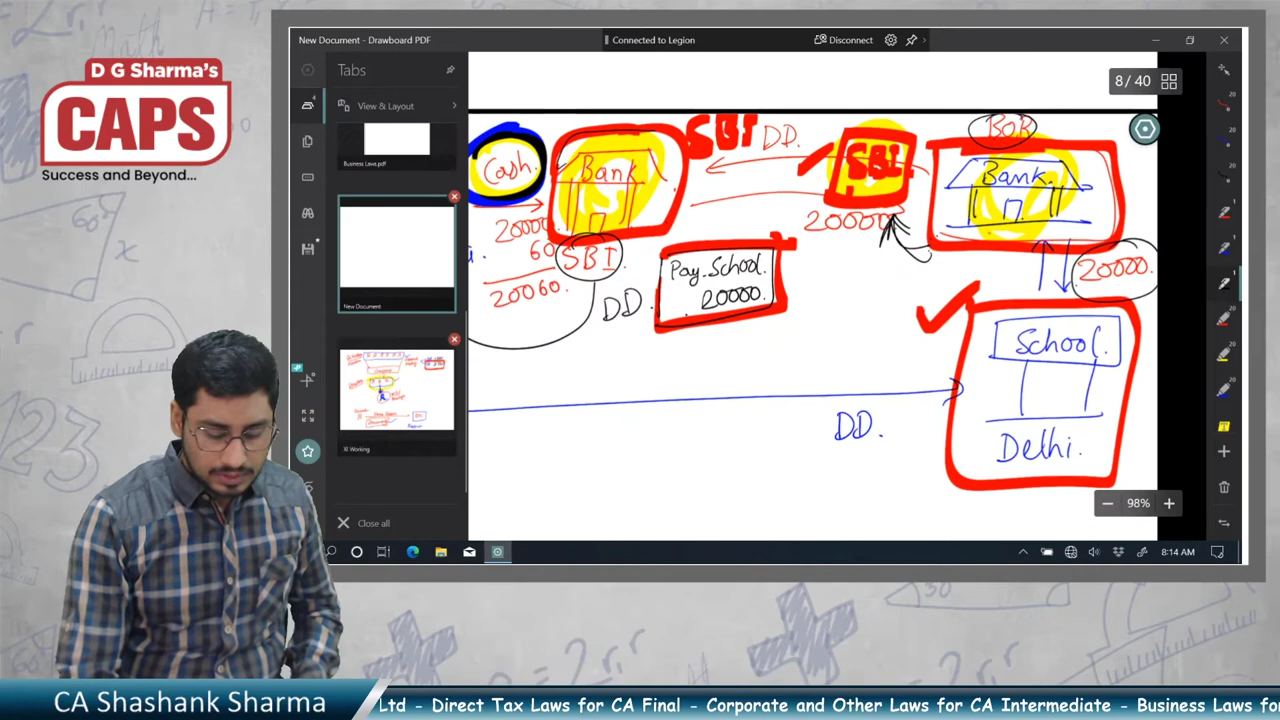 D G Sharma's
CAPS
Success and Beyond...
New Document - Drawboard PDF
Connected to Legion
Disconnect
Tabs
View & Layout
Business Laws.pdf
New Document
XI Working
Close all
8 / 40
Cash.
Bank
SBI
DD.
SBI
BOB
Bank.
20000
60
20060.
SBI
DD.
Pay. School.
20000.
20000
20000.
School.
Delhi.
DD.
98%
8:14 AM
CA Shashank Sharma
Ltd - Direct Tax Laws for CA Final - Corporate and Other Laws for CA Intermediate - Business Laws fo